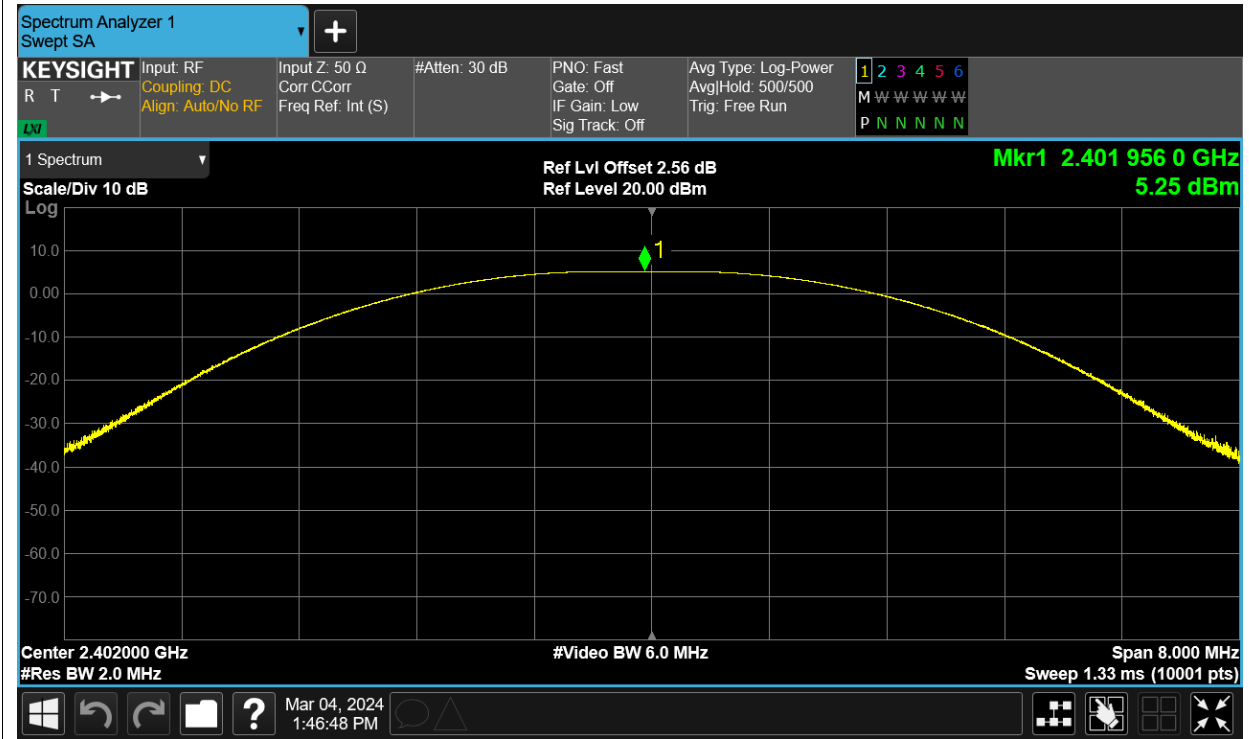 Spectrum Analyzer 1
Swept SA
KEYSIGHT
R T
LXI
Input: RF
Coupling: DC
Align: Auto/No RF
Input Z: 50 Ω
Corr CCorr
Freq Ref: Int (S)
#Atten: 30 dB
PNO: Fast
Gate: Off
IF Gain: Low
Sig Track: Off
Avg Type: Log-Power
Avg|Hold: 500/500
Trig: Free Run
1 2 3 4 5 6
M W W W W W
P N N N N N
1 Spectrum
Scale/Div 10 dB
Log
Ref Lvl Offset 2.56 dB
Ref Level 20.00 dBm
Mkr1 2.401 956 0 GHz
5.25 dBm
1
10.0
0.00
-10.0
-20.0
-30.0
-40.0
-50.0
-60.0
-70.0
Center 2.402000 GHz
#Res BW 2.0 MHz
#Video BW 6.0 MHz
Span 8.000 MHz
Sweep 1.33 ms (10001 pts)
?
Mar 04, 2024
1:46:48 PM